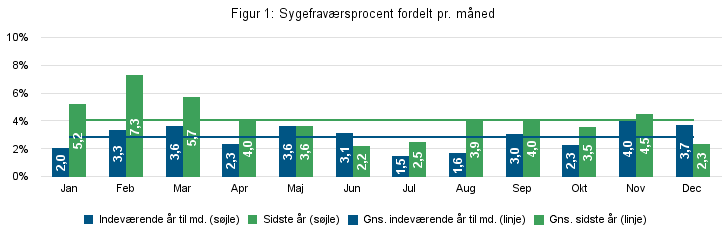 Figur 1: Sygefraværsprocent fordelt pr. måned
10%
8%
6%
4%
2%
0%
2,0 5,2 3,3 7,3 3,6 5,7 2,3 4,0 3,6 3,6 3,1 2,2 1,5 2,5 1,6 3,9 3,0 4,0 2,3 3,5 4,0 4,5 3,7 2,3
Jan Feb Mar Apr Maj Jun Jul Aug Sep Okt Nov Dec
Indeværende år til md. (søjle) Sidste år (søjle) Gns. indeværende år til md. (linje) Gns. sidste år (linje)